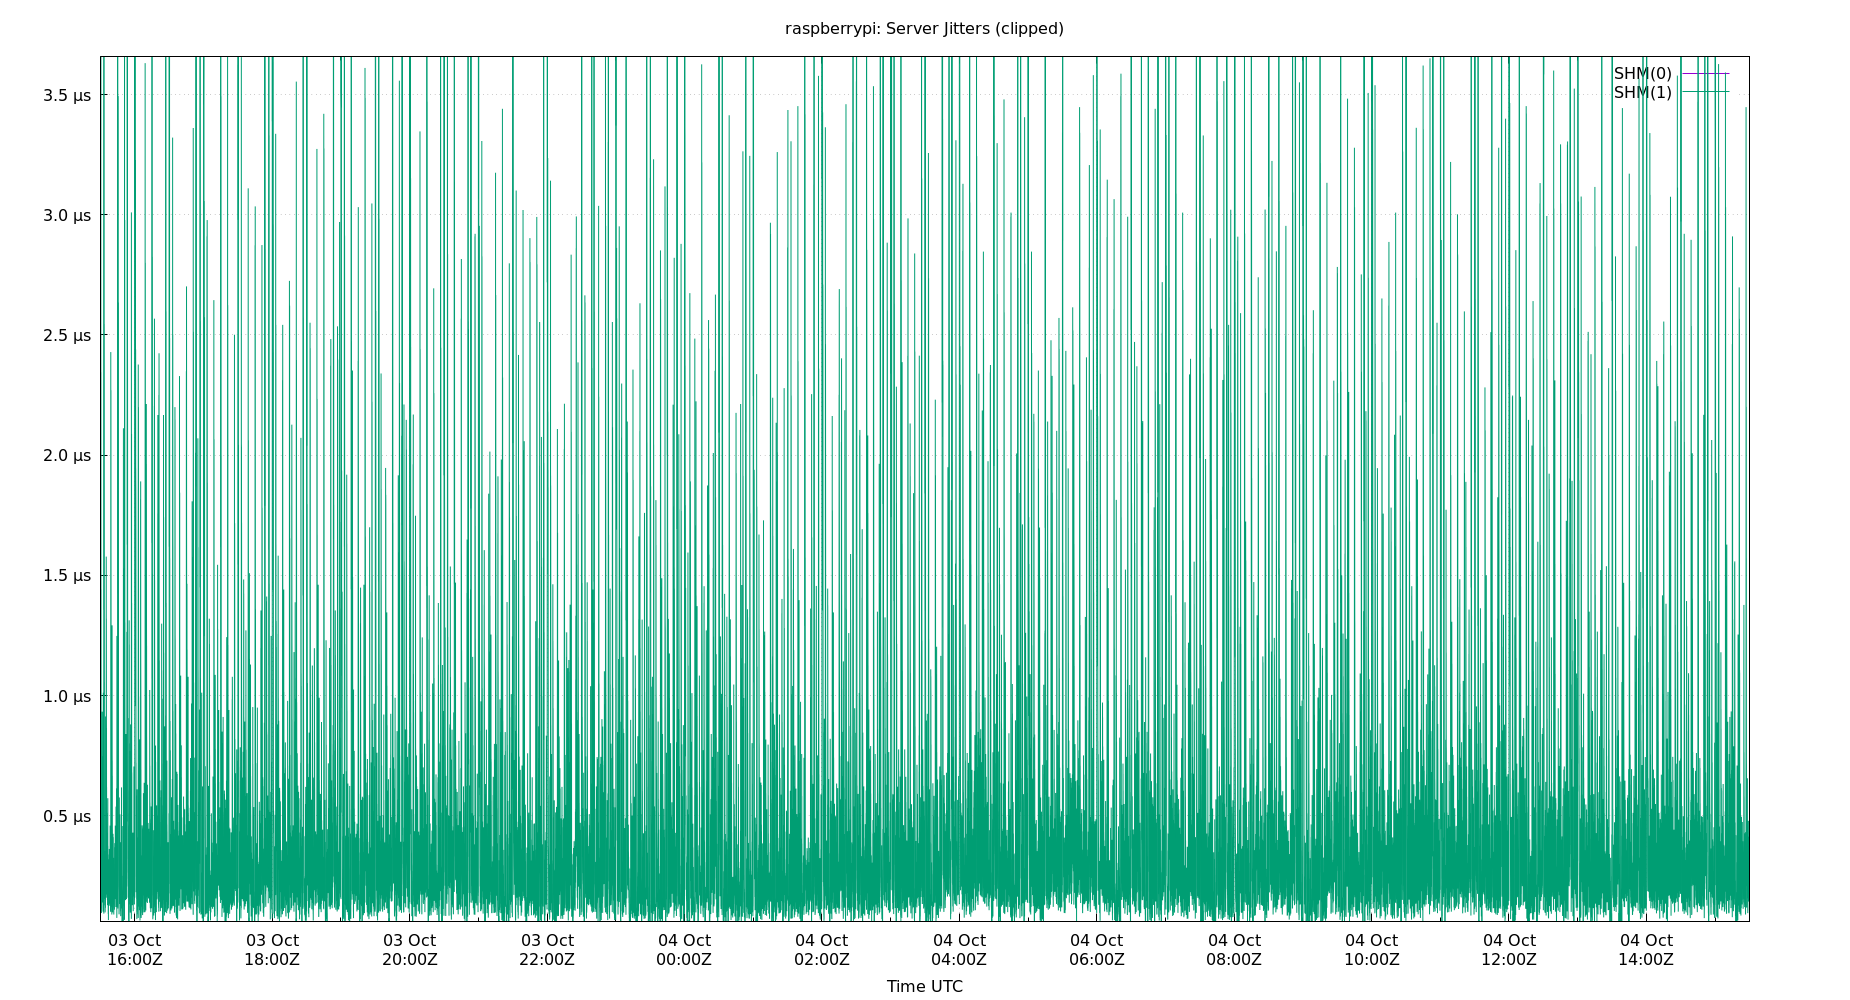 raspberrypi: Server Jitters (clipped)
SHM(0)
SHM(1)
3.5 µs
3.0 µs
2.5 µs
2.0 µs
1.5 µs
1.0 µs
0.5 µs
03 Oct 03 Oct 03 Oct 03 Oct 04 Oct 04 Oct 04 Oct 04 Oct 04 Oct 04 Oct 04 Oct 04 Oct
16:00Z 18:00Z 20:00Z 22:00Z 00:00Z 02:00Z 04:00Z 06:00Z 08:00Z 10:00Z 12:00Z 14:00Z
Time UTC